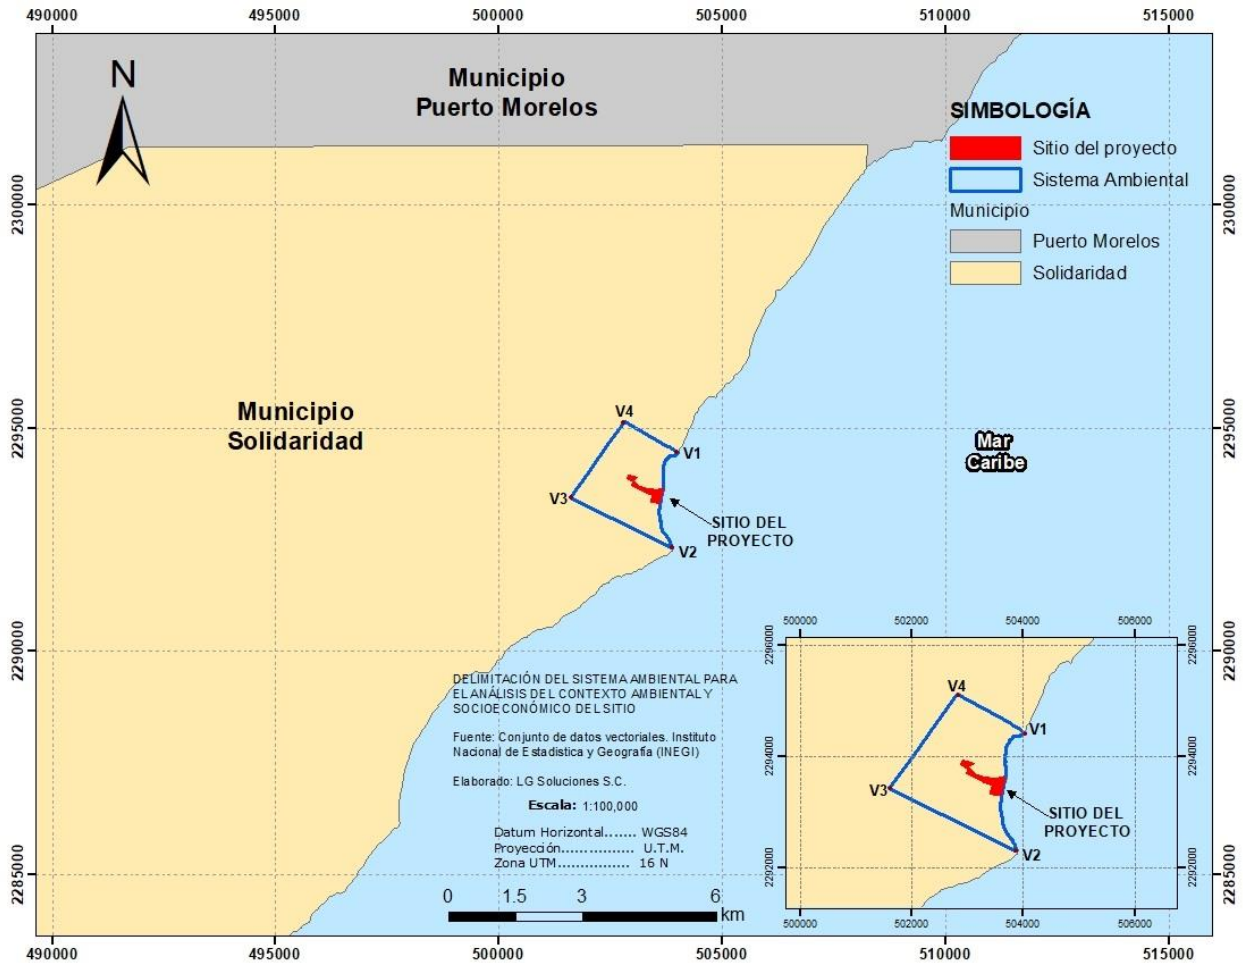 490000 495000 500000 505000 510000 515000
N
Municipio
Puerto Morelos
SIMBOLOGÍA
Sitio del proyecto
Sistema Ambiental
Municipio
Puerto Morelos
Solidaridad
2300000 2300000
2295000 2295000
2290000 2290000
2285000 2285000
Municipio
Solidaridad
Mar
Caribe
V4
V1
V3
V2
SITIO DEL
PROYECTO
DELIMITACIÓN DEL SISTEMA AMBIENTAL PARA
EL ANÁLISIS DEL CONTEXTO AMBIENTAL Y
SOCIOECONÓMICO DEL SITIO
Fuente: Conjunto de datos vectoriales. Instituto
Nacional de Estadística y Geografía (INEGI)
Elaborado: LG Soluciones S.C.
Escala: 1:100,000
Datum Horizontal....... WGS84
Proyección............... U.T.M.
Zona UTM.............. 16 N
0 1.5 3 6
km
500000 502000 504000 506000
2296000 2296000
2294000 2294000
2292000 2292000
V4
V1
V3
V2
SITIO DEL
PROYECTO
500000 502000 504000 506000
490000 495000 500000 505000 510000 515000